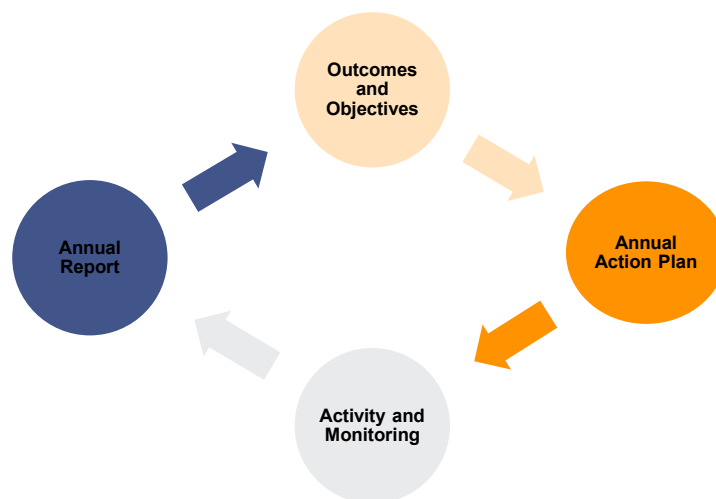 Outcomes
and
Objectives
Annual
Action Plan
Activity and
Monitoring
Annual
Report